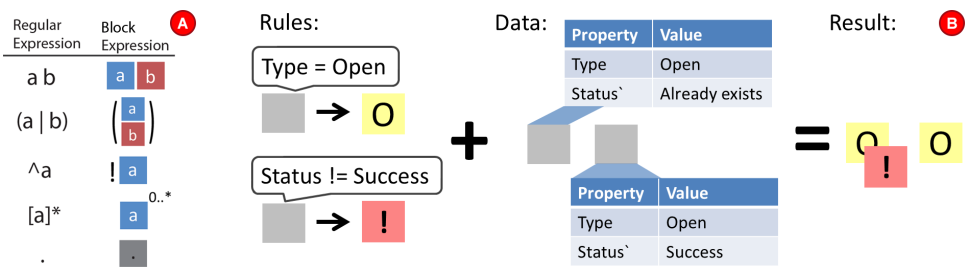 Regular Expression
Block Expression
A
a b
a b
(a | b)
( a b )
^a
! a
[a]*
a 0..*
.
.
Rules:
Type = Open
O
Status != Success
!
+
Data:
Property Value
Type Open
Status` Already exists
Property Value
Type Open
Status` Success
=
Result:
B
O
!
O